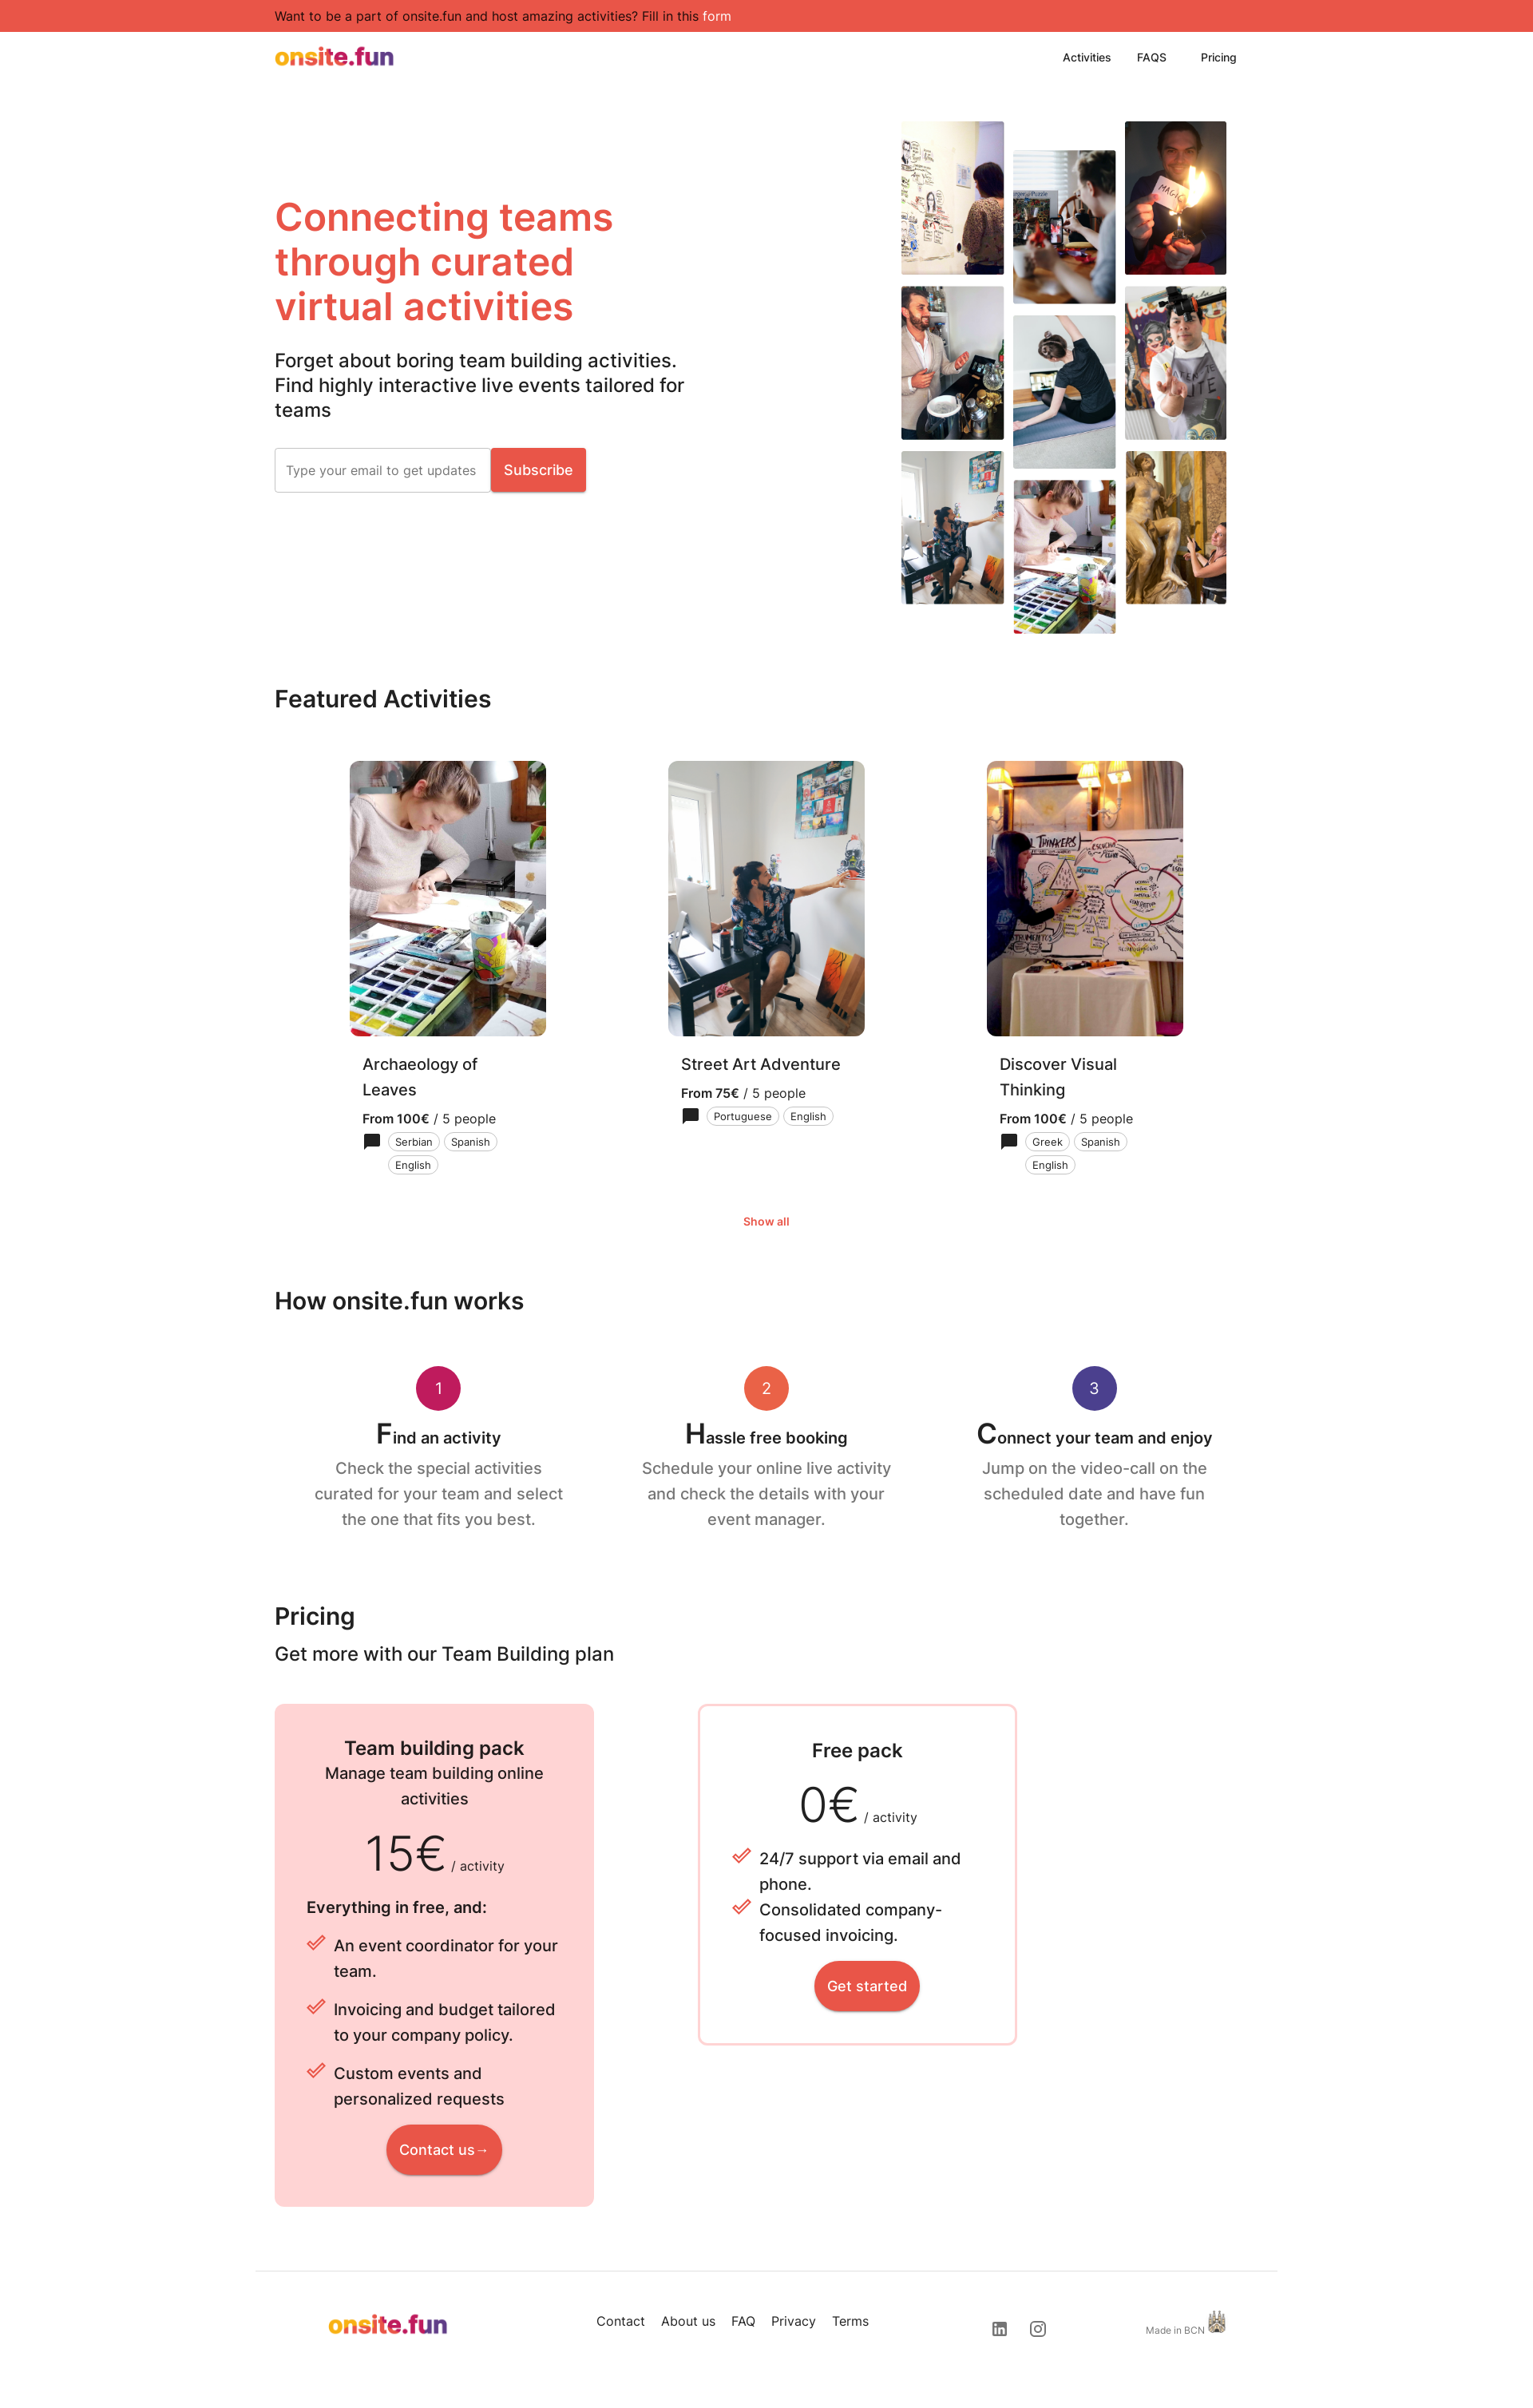 Want to be a part of onsite.fun and host amazing activities? Fill in this form
onsite.fun
Activities
FAQS
Pricing
MAGIC
Connecting teams
through curated
virtual activities
Forget about boring team building activities.
Find highly interactive live events tailored for
teams
Type your email to get updates
Subscribe
Featured Activities
THINKERS
Archaeology of
Leaves
From 100€ / 5 people
Serbian
Spanish
English
Street Art Adventure
From 75€ / 5 people
Portuguese
English
Discover Visual
Thinking
From 100€ / 5 people
Greek
Spanish
English
Show all
How onsite.fun works
1
Find an activity
Check the special activities
curated for your team and select
the one that fits you best.
2
Hassle free booking
Schedule your online live activity
and check the details with your
event manager.
3
Connect your team and enjoy
Jump on the video-call on the
scheduled date and have fun
together.
Pricing
Get more with our Team Building plan
Team building pack
Manage team building online
activities
15€ / activity
Everything in free, and:
An event coordinator for your
team.
Invoicing and budget tailored
to your company policy.
Custom events and
personalized requests
Contact us→
Free pack
0€ / activity
24/7 support via email and
phone.
Consolidated company-
focused invoicing.
Get started
onsite.fun
Contact
About us
FAQ
Privacy
Terms
Made in BCN